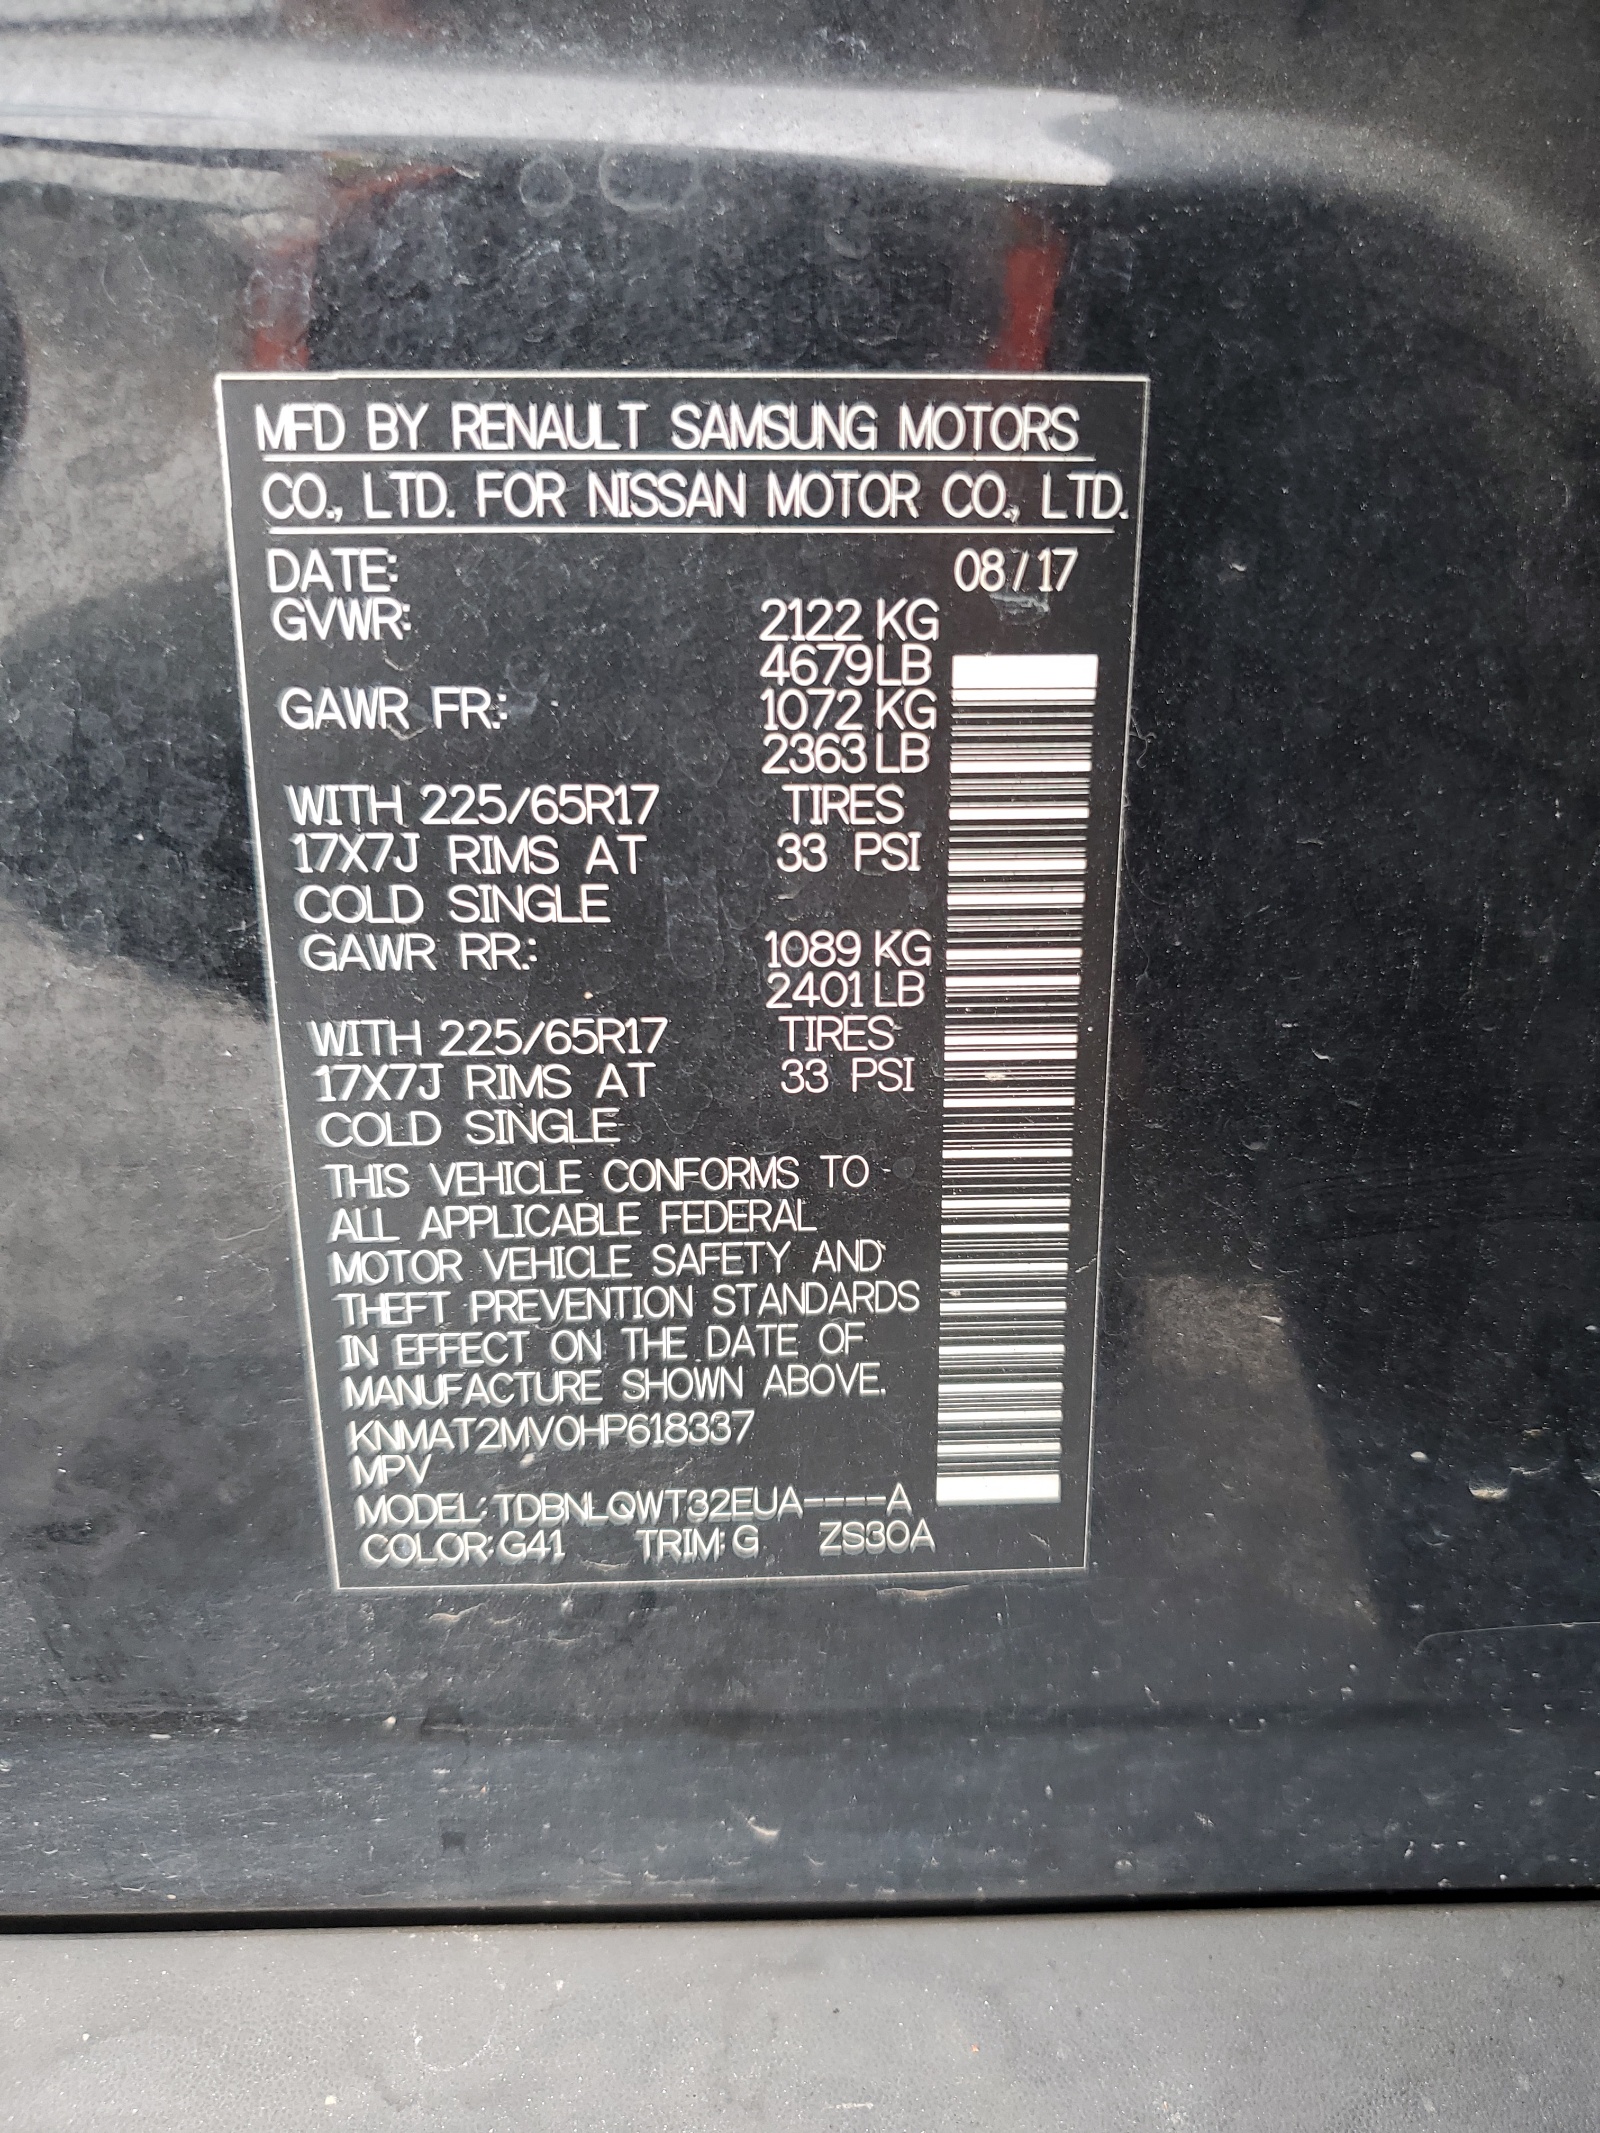 MFD BY RENAULT SAMSUNG MOTORS
CO., LTD. FOR NISSAN MOTOR CO., LTD.
DATE: 08/17
GVWR: 2122 KG
4679 LB
GAWR FR.: 1072 KG
2363 LB
WITH 225/65R17 TIRES
17X7J RIMS AT 33 PSI
COLD SINGLE
GAWR RR.: 1089 KG
2401 LB
WITH 225/65R17 TIRES
17X7J RIMS AT 33 PSI
COLD SINGLE
THIS VEHICLE CONFORMS TO
ALL APPLICABLE FEDERAL
MOTOR VEHICLE SAFETY AND
THEFT PREVENTION STANDARDS
IN EFFECT ON THE DATE OF
MANUFACTURE SHOWN ABOVE.
KNMAT2MV0HP618337
MPV
MODEL: TDBNLQWT32EUA----A
COLOR: G41 TRIM: G ZS30A